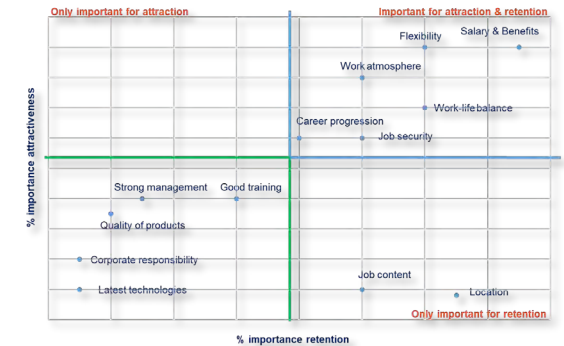 Only important for attraction
Important for attraction & retention
Flexibility
Salary & Benefits
Work atmosphere
Work-life balance
Career progression
Job security
% importance attractiveness
Strong management
Good training
Quality of products
Corporate responsibility
Job content
Latest technologies
Location
Only important for retention
% importance retention